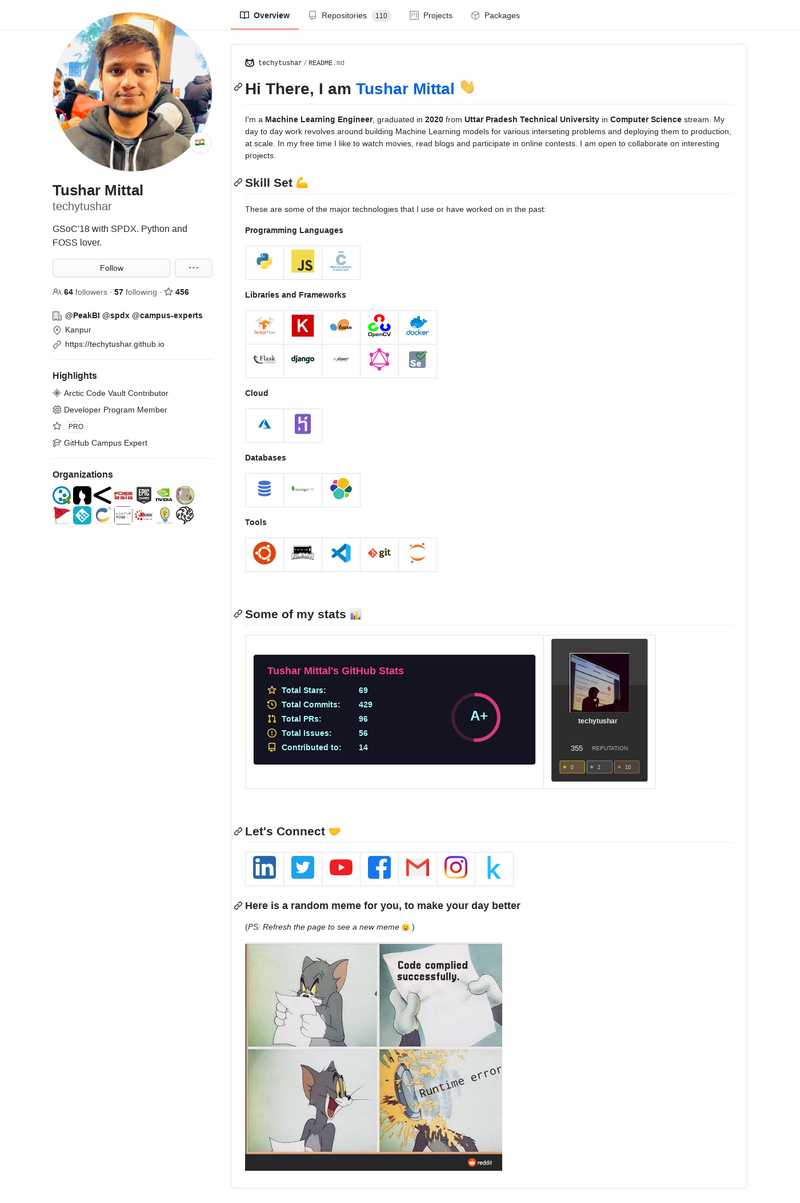 Overview
Repositories 110
Projects
Packages
Tushar Mittal
techytushar
GSoC'18 with SPDX. Python and
FOSS lover.
Follow
64 followers · 57 following · 456
@PeakBI @spdx @campus-experts
Kanpur
https://techytushar.github.io
Highlights
Arctic Code Vault Contributor
Developer Program Member
PRO
GitHub Campus Expert
Organizations
techytushar / README.md
Hi There, I am Tushar Mittal
I'm a Machine Learning Engineer, graduated in 2020 from Uttar Pradesh Technical University in Computer Science stream. My
day to day work revolves around building Machine Learning models for various interseting problems and deploying them to production,
at scale. In my free time I like to watch movies, read blogs and participate in online contests. I am open to collaborate on interesting
projects.
Skill Set
These are some of the major technologies that I use or have worked on in the past:
Programming Languages
JS
C
Libraries and Frameworks
TensorFlow
K
OpenCV
docker
Flask
django
Se
Cloud
Databases
Tools
git
Some of my stats
Tushar Mittal's GitHub Stats
Total Stars: 69
Total Commits: 429
Total PRs: 96
Total Issues: 56
Contributed to: 14
A+
techytushar
355 REPUTATION
Let's Connect
in
k
Here is a random meme for you, to make your day better
(PS: Refresh the page to see a new meme )
Code complied
successfully.
Runtime error
reddit